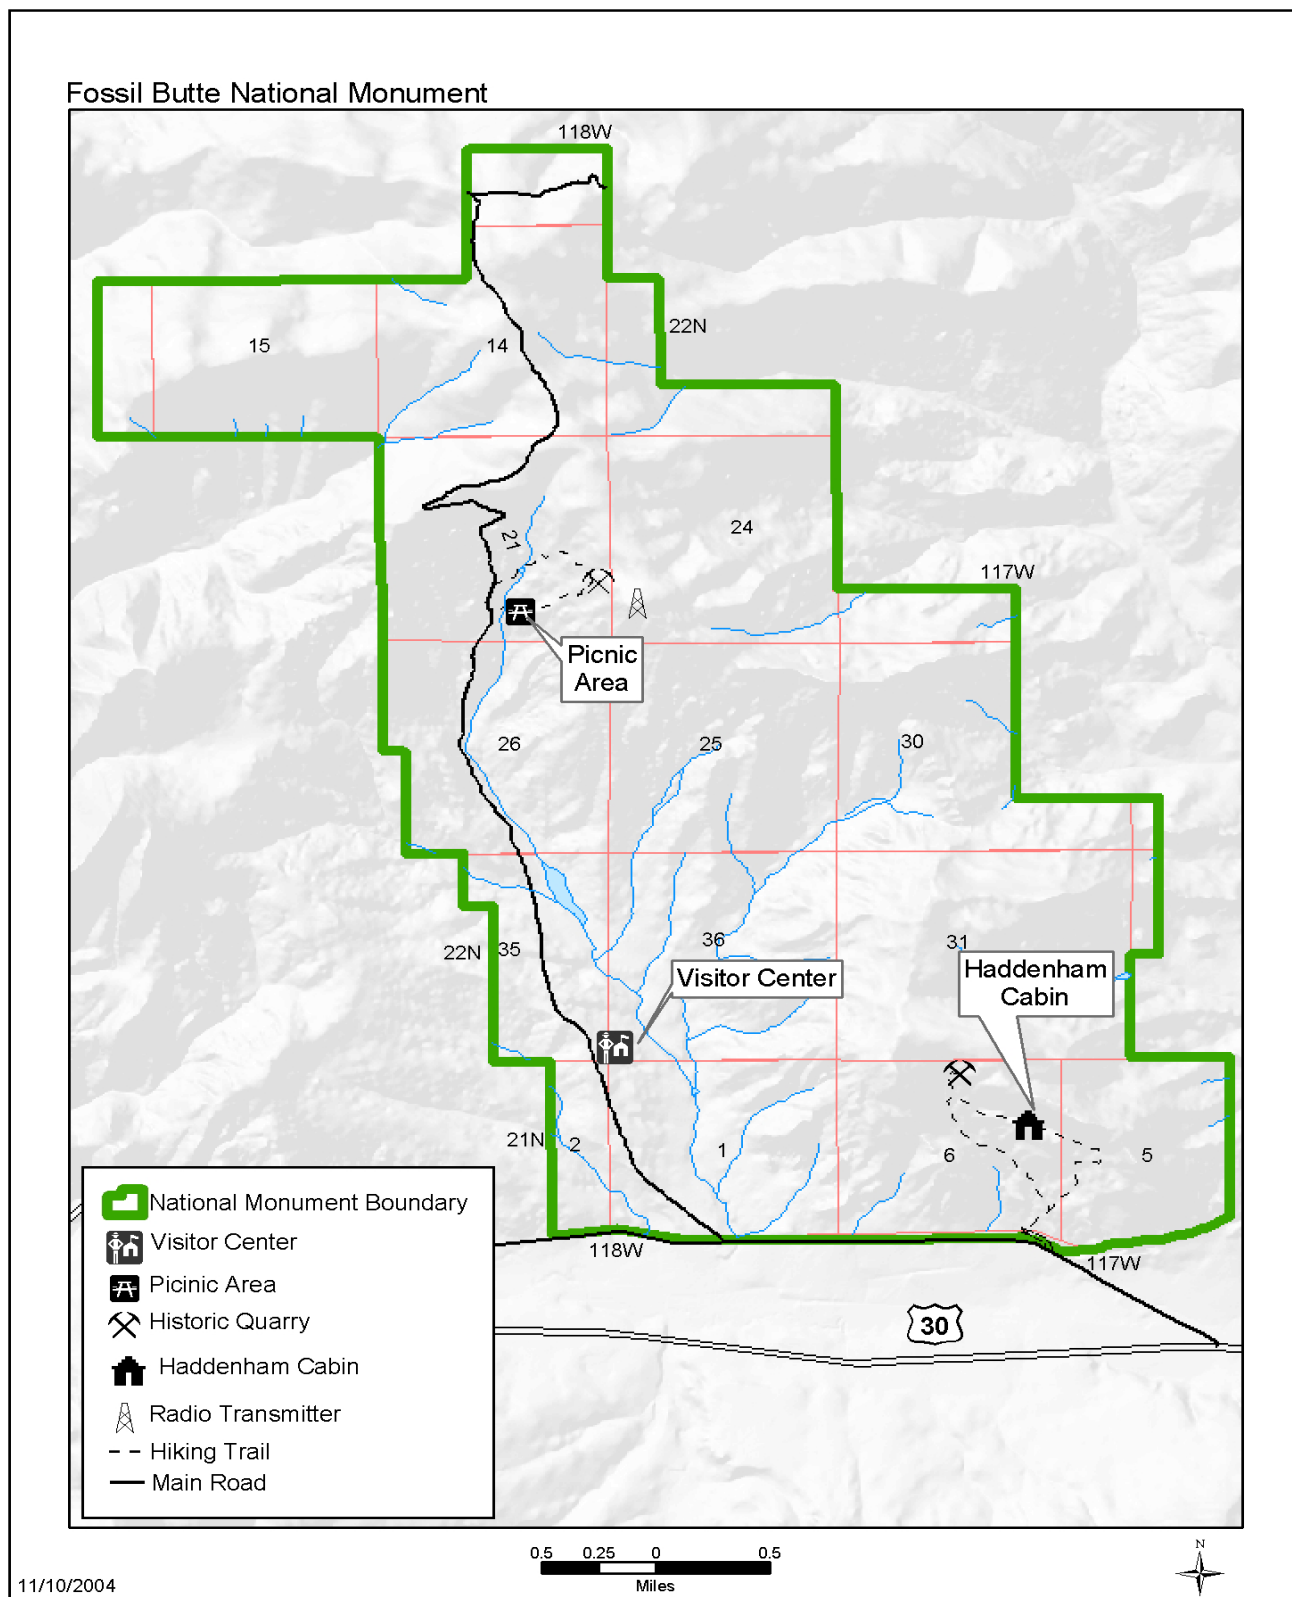 Fossil Butte National Monument
118W
22N
15
14
24
21
117W
Picnic
Area
26
25
30
22N
35
36
31
Visitor Center
Haddenham
Cabin
21N
2
1
6
5
118W
117W
30
National Monument Boundary
Visitor Center
Picinic Area
Historic Quarry
Haddenham Cabin
Radio Transmitter
Hiking Trail
Main Road
0.5 0.25 0 0.5
Miles
N
11/10/2004